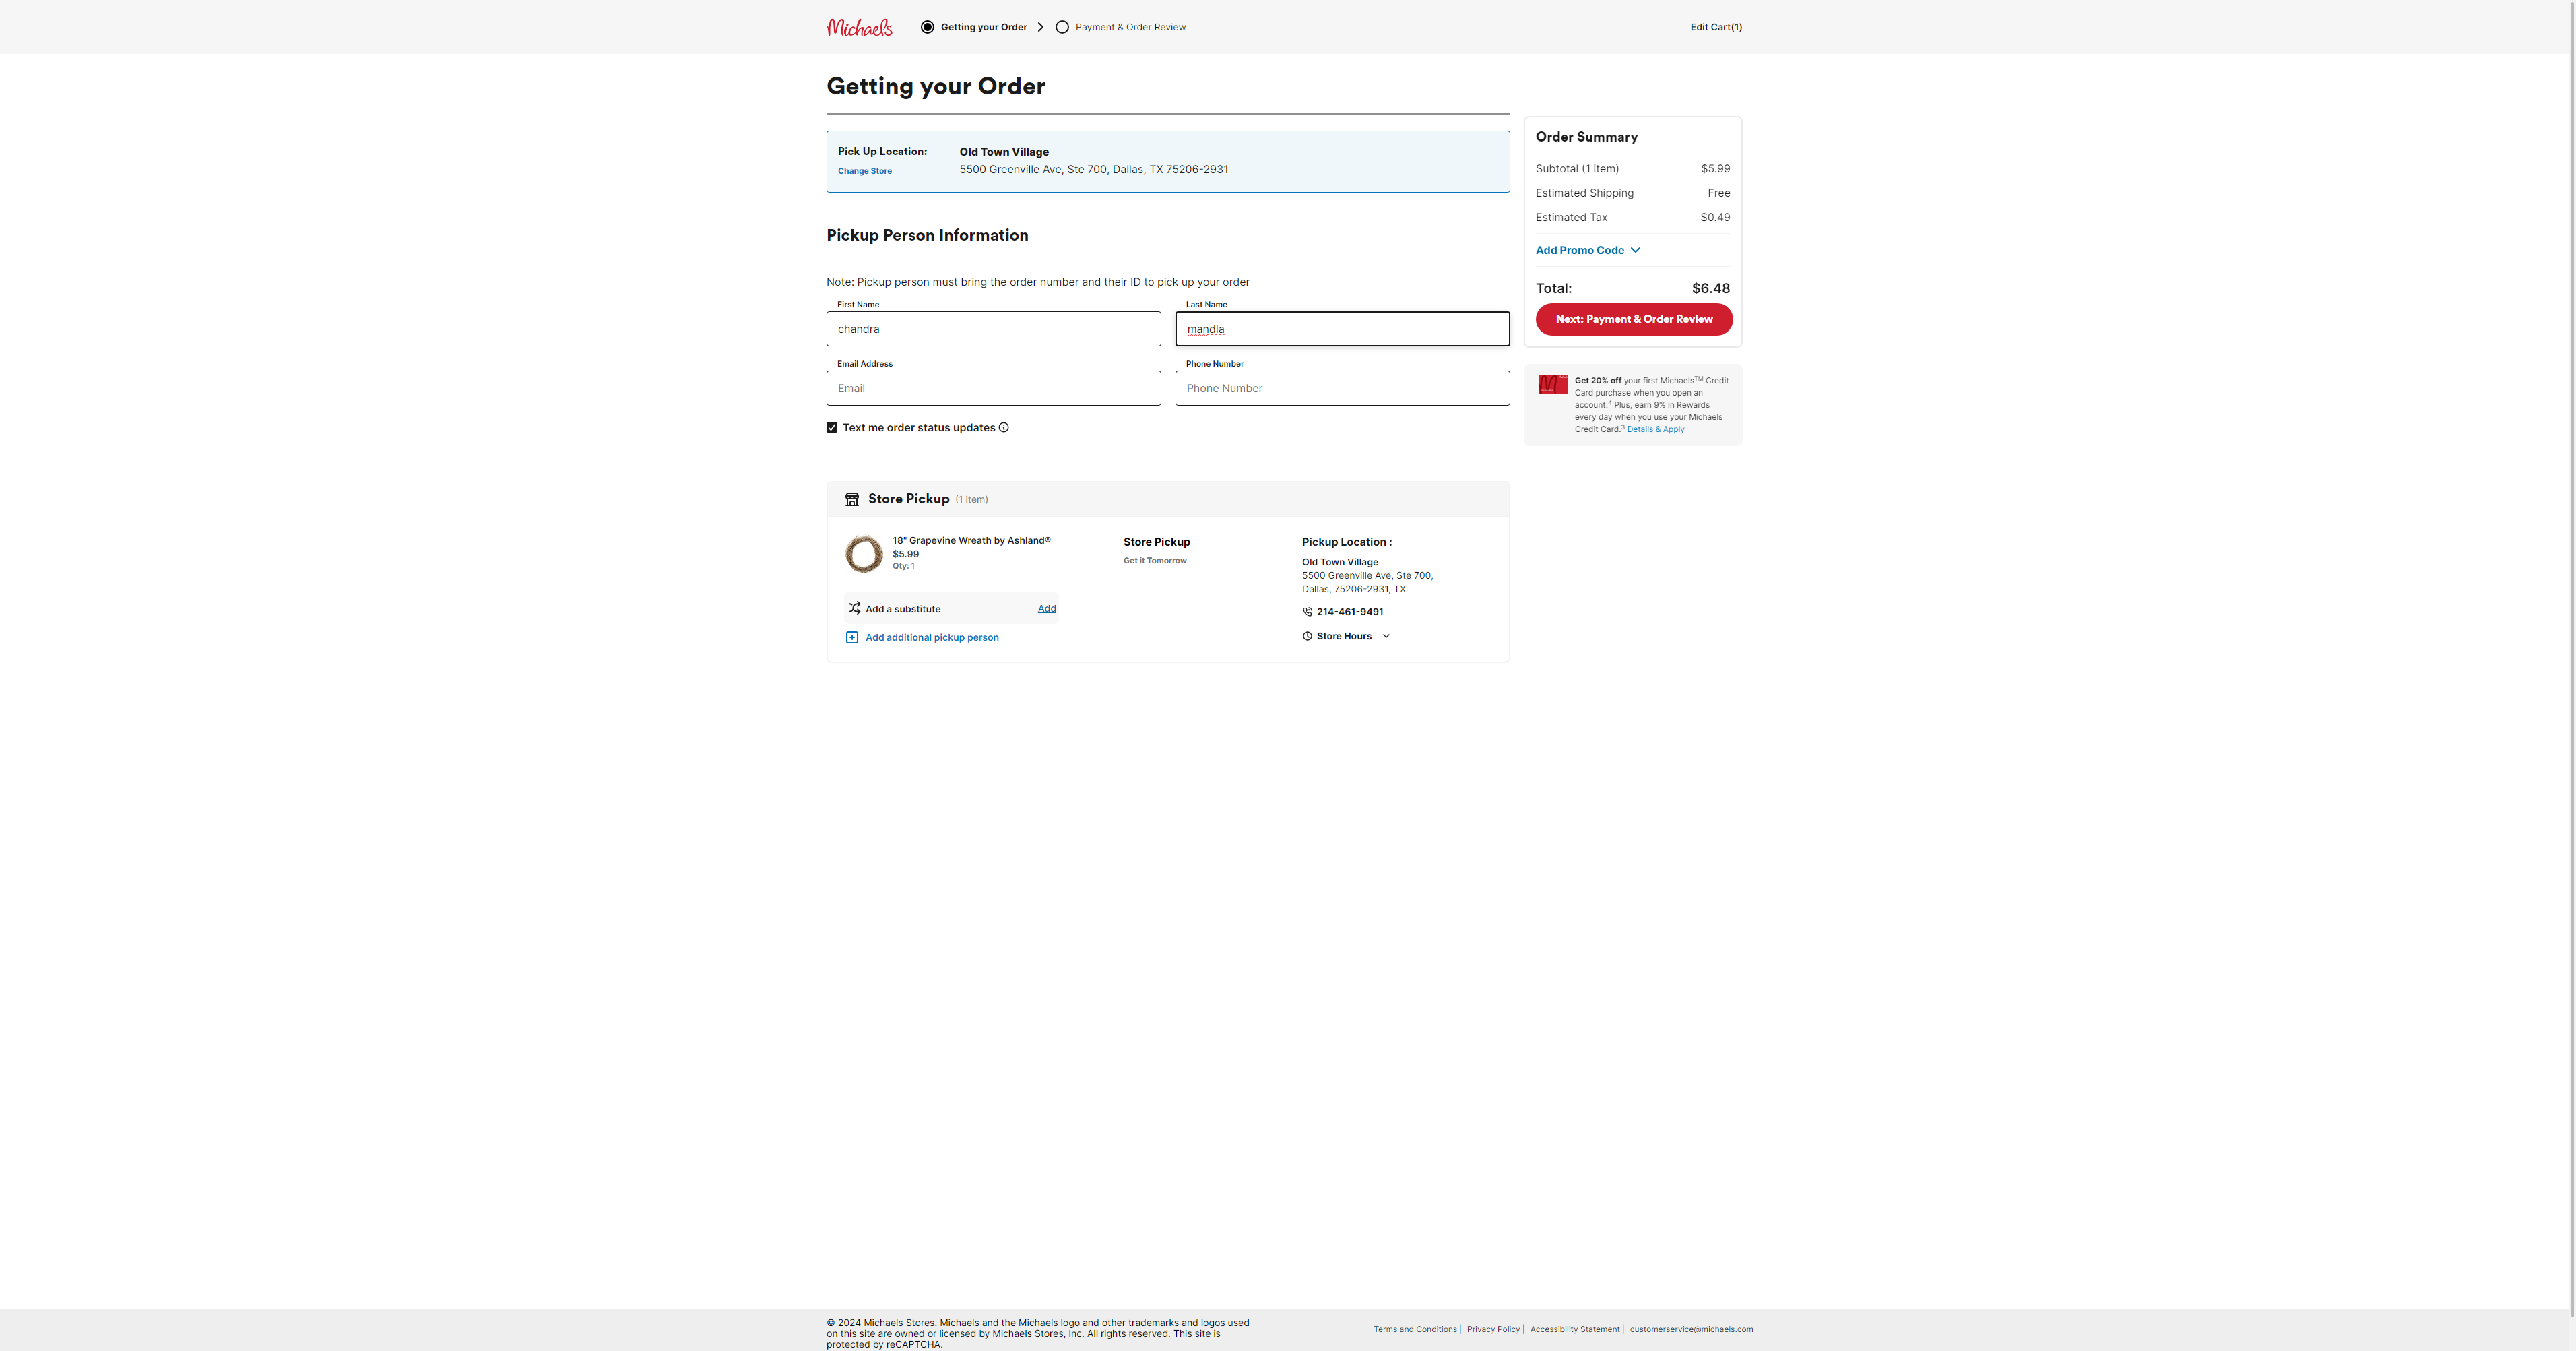 Michaels
Getting your Order
Payment & Order Review
Edit Cart(1)
Getting your Order
Pick Up Location:
Old Town Village
Change Store
5500 Greenville Ave, Ste 700, Dallas, TX 75206-2931
Order Summary
Subtotal (1 item) $5.99
Estimated Shipping Free
Estimated Tax $0.49
Add Promo Code
Total: $6.48
Next: Payment & Order Review
Pickup Person Information
Note: Pickup person must bring the order number and their ID to pick up your order
First Name
Last Name
chandra
mandla
Email Address
Phone Number
Email
Phone Number
Text me order status updates
Get 20% off your first Michaels™ Credit
Card purchase when you open an
account.⁴ Plus, earn 9% in Rewards
every day when you use your Michaels
Credit Card.³ Details & Apply
Store Pickup (1 item)
18" Grapevine Wreath by Ashland®
$5.99
Qty: 1
Add a substitute
Add
Add additional pickup person
Store Pickup
Get it Tomorrow
Pickup Location :
Old Town Village
5500 Greenville Ave, Ste 700,
Dallas, 75206-2931, TX
214-461-9491
Store Hours
© 2024 Michaels Stores. Michaels and the Michaels logo and other trademarks and logos used
on this site are owned or licensed by Michaels Stores, Inc. All rights reserved. This site is
protected by reCAPTCHA.
Terms and Conditions | Privacy Policy | Accessibility Statement | customerservice@michaels.com